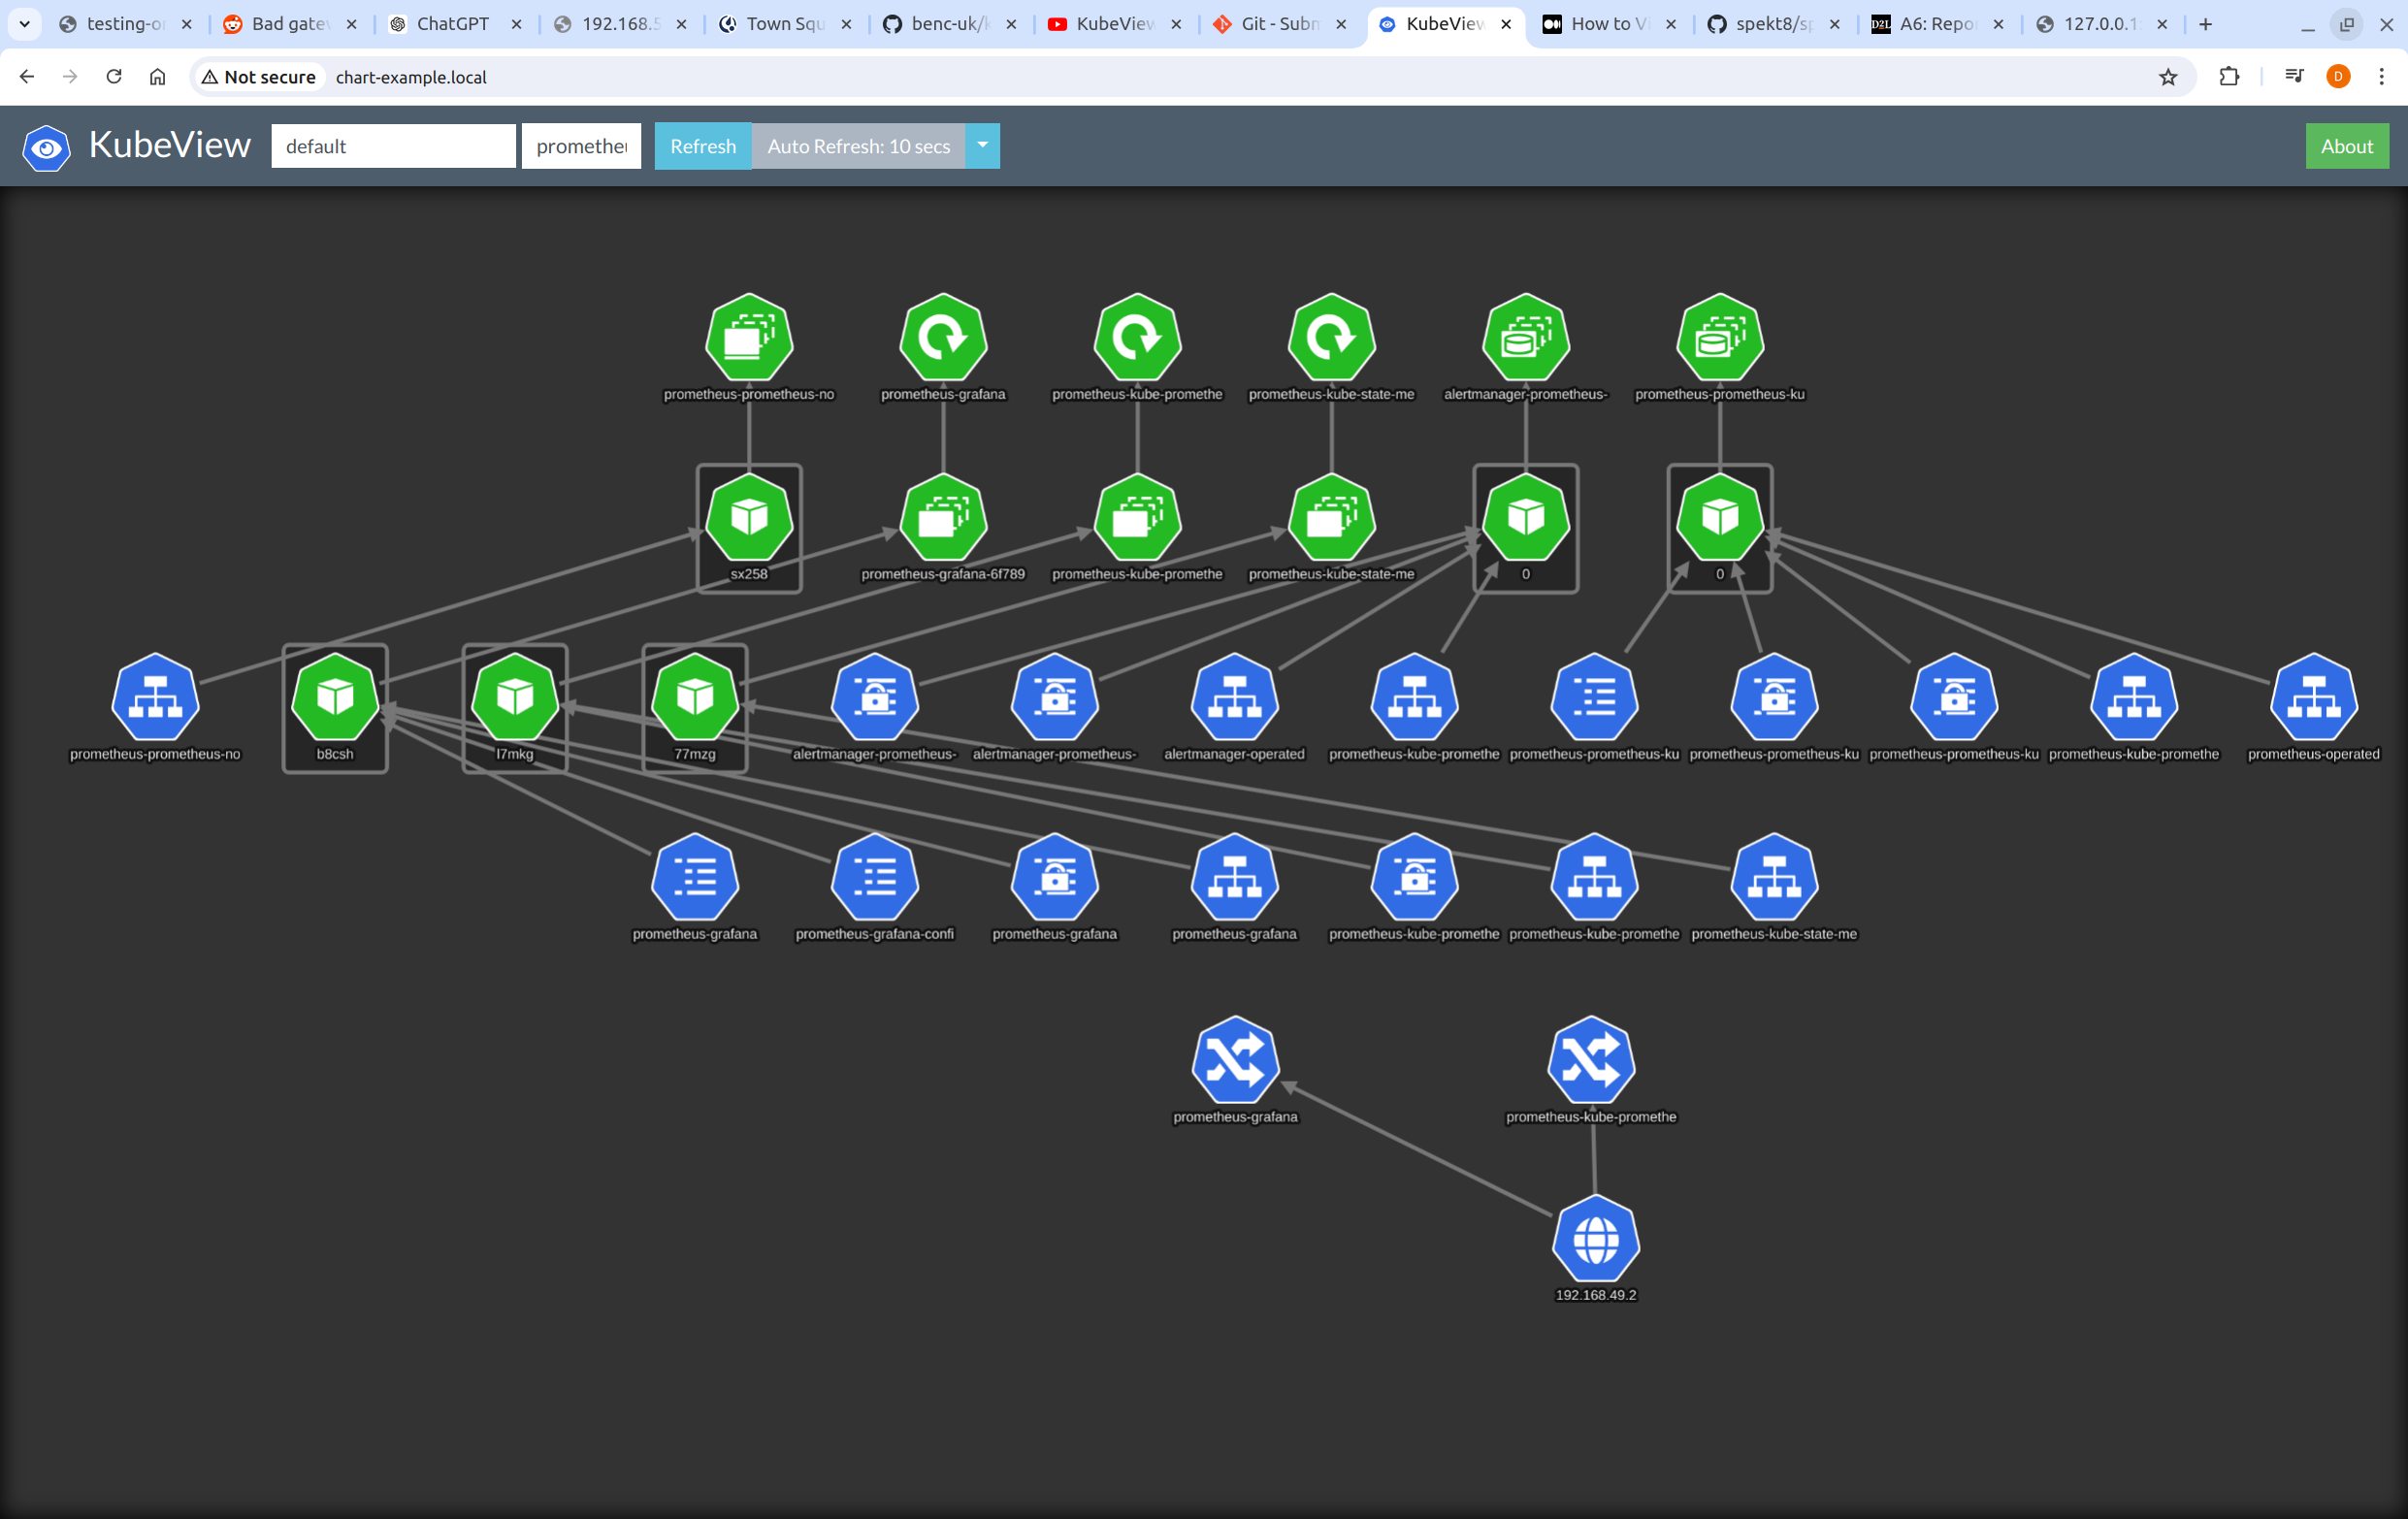 testing-or
Bad gatew
ChatGPT
192.168.5
Town Squ
benc-uk/k
KubeView
Git - Subm
KubeView
How to Vi
spekt8/sp
D2L
A6: Repo
127.0.0.1
Not secure
chart-example.local
D
KubeView
default
promethe
Refresh
Auto Refresh: 10 secs
About
prometheus-prometheus-no
prometheus-grafana
prometheus-kube-promethe
prometheus-kube-state-me
alertmanager-prometheus-
prometheus-prometheus-ku
sx258
prometheus-grafana-6f789
prometheus-kube-promethe
prometheus-kube-state-me
0
0
prometheus-prometheus-no
b8csh
l7mkg
77mzg
alertmanager-prometheus-
alertmanager-prometheus-
alertmanager-operated
prometheus-kube-promethe
prometheus-prometheus-ku
prometheus-prometheus-ku
prometheus-prometheus-ku
prometheus-kube-promethe
prometheus-operated
prometheus-grafana
prometheus-grafana-confi
prometheus-grafana
prometheus-grafana
prometheus-kube-promethe
prometheus-kube-promethe
prometheus-kube-state-me
prometheus-grafana
prometheus-kube-promethe
192.168.49.2